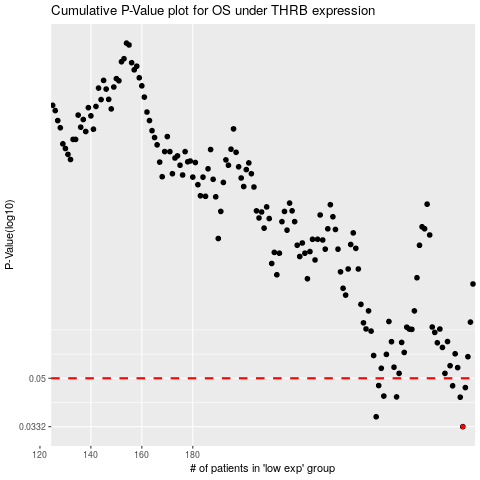 Cumulative P-Value plot for OS under THRB expression
P-Value(log10)
0.05
0.0332
120 140 160 180
# of patients in 'low exp' group